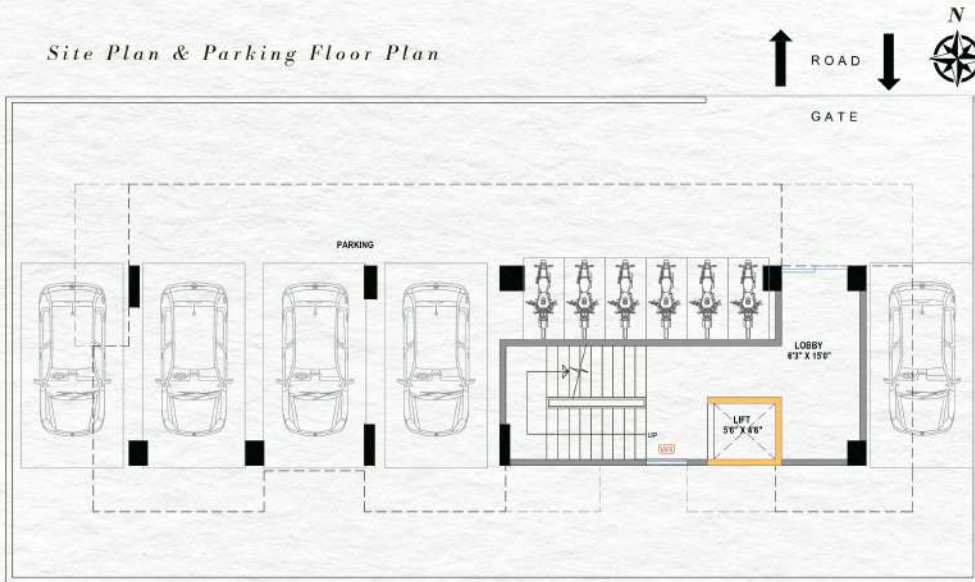 N
Site Plan & Parking Floor Plan
ROAD
GATE
PARKING
LOBBY
6'3" X 15'0"
LIFT
5'6" X 4'6"
UP